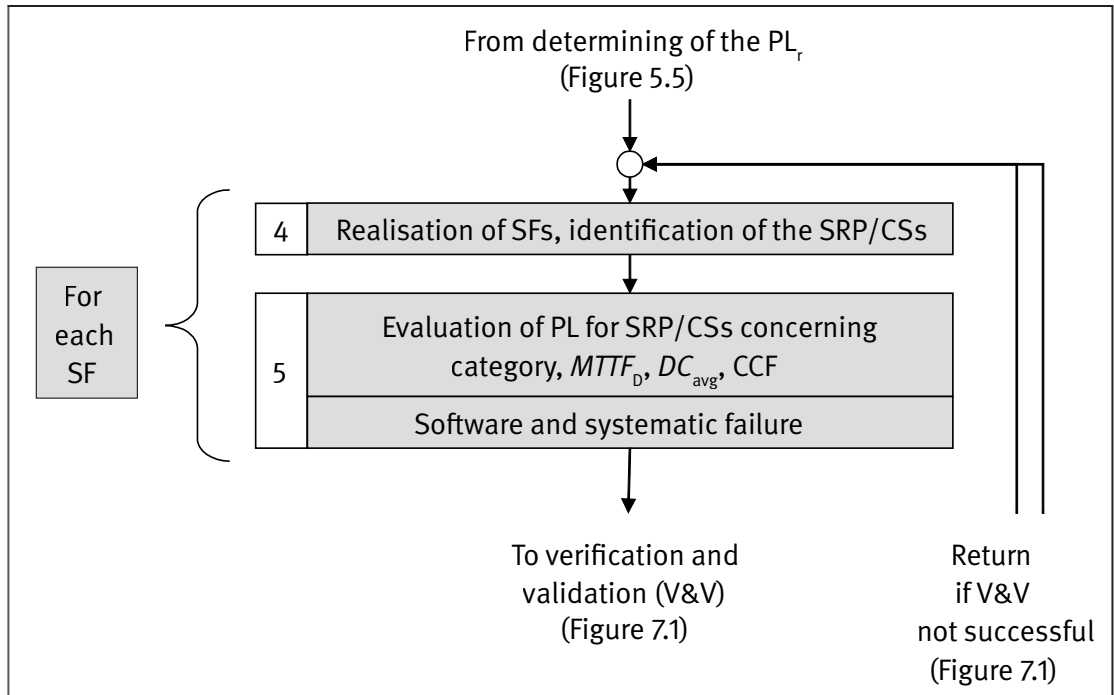 From determining of the PLr
(Figure 5.5)
4
Realisation of SFs, identification of the SRP/CSs
For
each
SF
5
Evaluation of PL for SRP/CSs concerning
category, MTTFD, DCavg, CCF
Software and systematic failure
To verification and
validation (V&V)
(Figure 7.1)
Return
if V&V
not successful
(Figure 7.1)